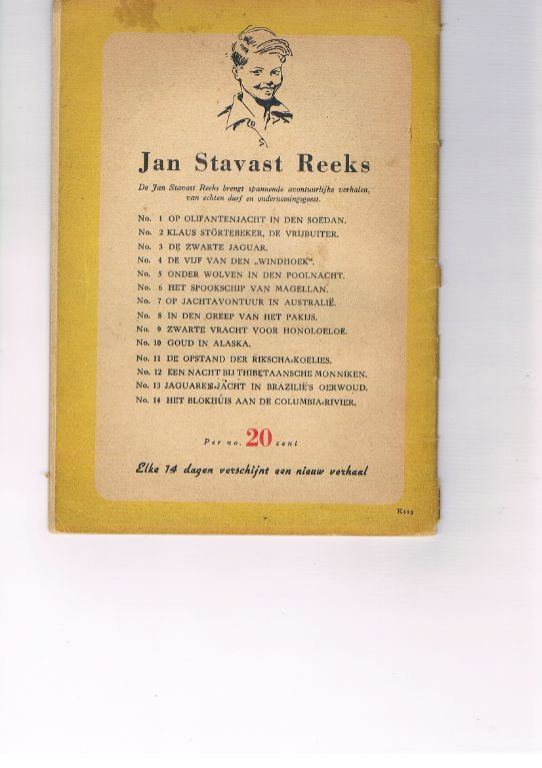 Jan Stavast Reeks
De Jan Stavast Reeks brengt spannende avontuurlijke verhalen,
van echten durf en ondernemingsgeest.
No. 1 OP OLIFANTENJACHT IN DEN SOEDAN.
No. 2 KLAUS STÖRTEBEKER, DE VRIJBUITER.
No. 3 DE ZWARTE JAGUAR.
No. 4 DE VIJF VAN DEN „WINDHOEK".
No. 5 ONDER WOLVEN IN DEN POOLNACHT.
No. 6 HET SPOOKSCHIP VAN MAGELLAN.
No. 7 OP JACHTAVONTUUR IN AUSTRALIË.
No. 8 IN DEN GREEP VAN HET PAKIJS.
No. 9 ZWARTE VRACHT VOOR HONOLOELOE.
No. 10 GOUD IN ALASKA.
No. 11 DE OPSTAND DER RIKSCHA-KOELIES.
No. 12 EEN NACHT BIJ THIBETAANSCHE MONNIKEN.
No. 13 JAGUAREN-JACHT IN BRAZILIË'S OERWOUD.
No. 14 HET BLOKHUIS AAN DE COLUMBIA-RIVIER.
Per no. 20 cent
Elke 14 dagen verschijnt een nieuw verhaal